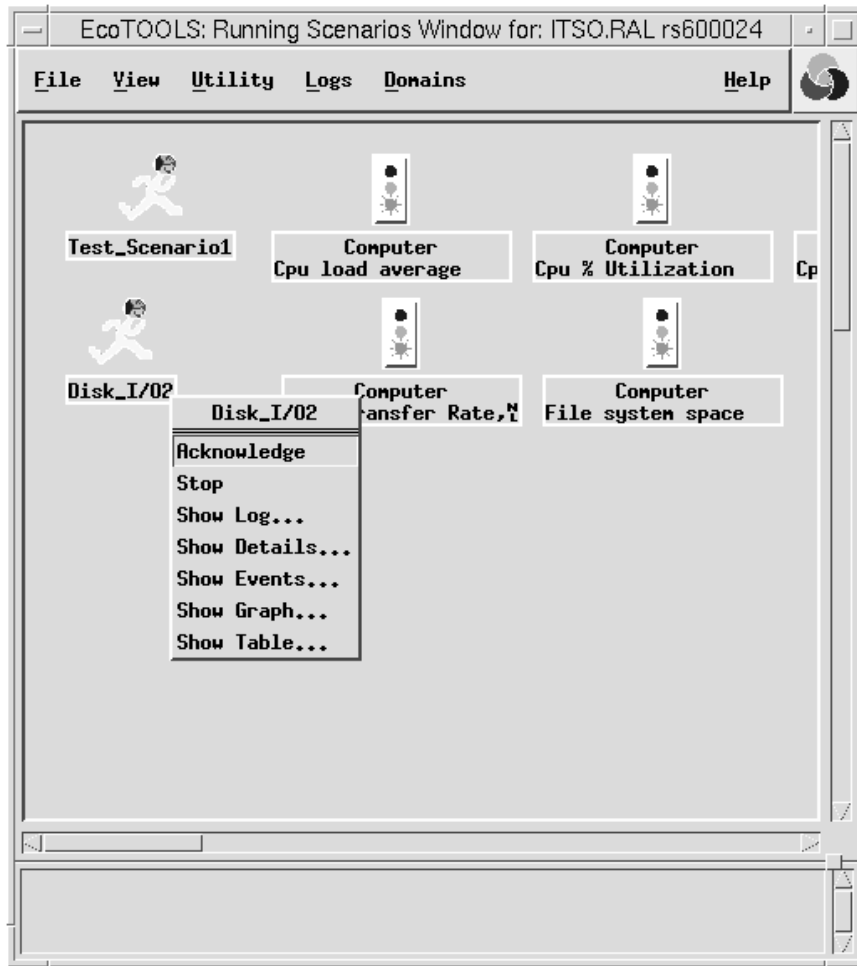 EcoTOOLS: Running Scenarios Window for: ITSO.RAL rs600024
File View Utility Logs Domains Help
Test_Scenario1
Computer
Cpu load average
Computer
Cpu % Utilization
Cp
Disk_I/O2
Computer
ransfer Rate,
Computer
File system space
Disk_I/O2
Acknowledge
Stop
Show Log...
Show Details...
Show Events...
Show Graph...
Show Table...